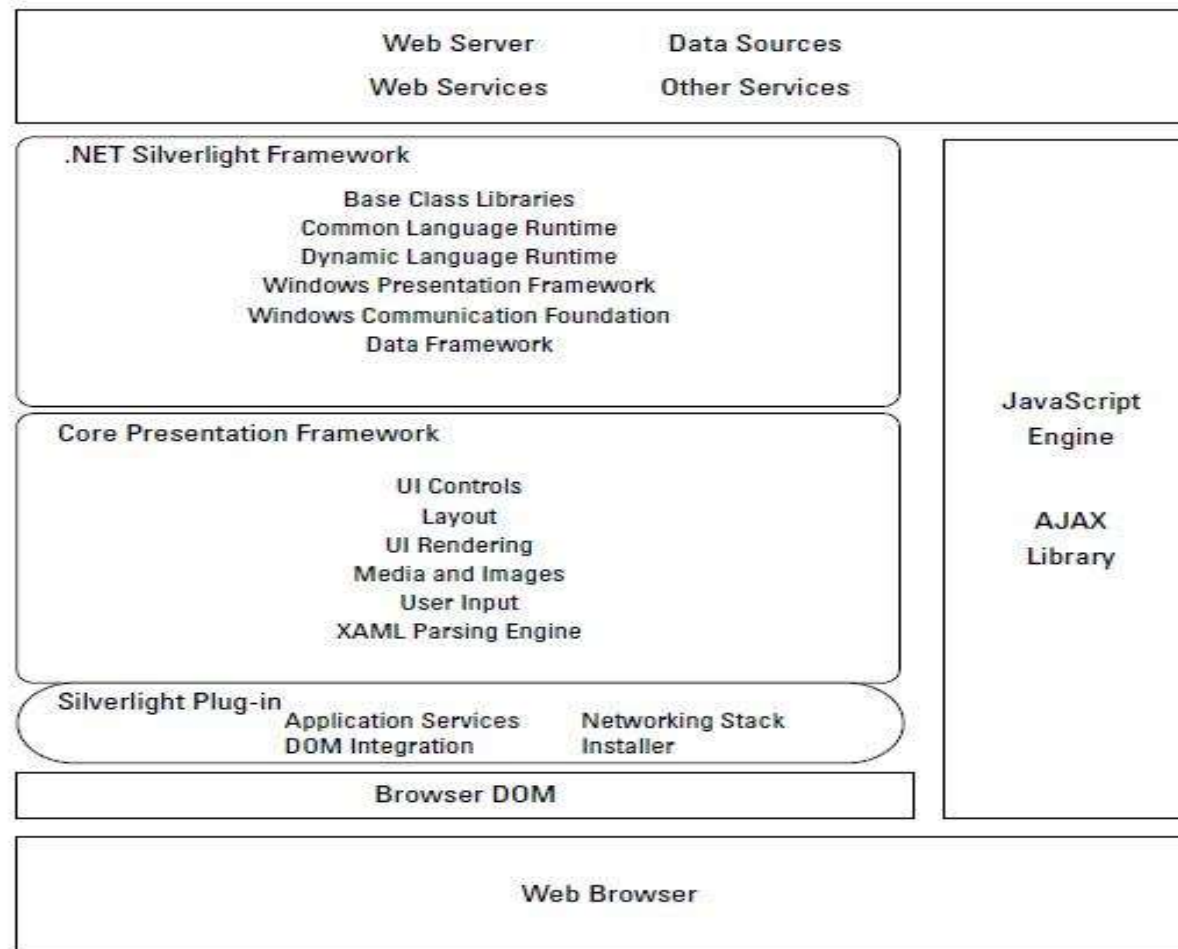 Web Server Data Sources
Web Services Other Services
.NET Silverlight Framework
Base Class Libraries
Common Language Runtime
Dynamic Language Runtime
Windows Presentation Framework
Windows Communication Foundation
Data Framework
Core Presentation Framework
UI Controls
Layout
UI Rendering
Media and Images
User Input
XAML Parsing Engine
Silverlight Plug-in
Application Services Networking Stack
DOM Integration Installer
Browser DOM
JavaScript
Engine
AJAX
Library
Web Browser